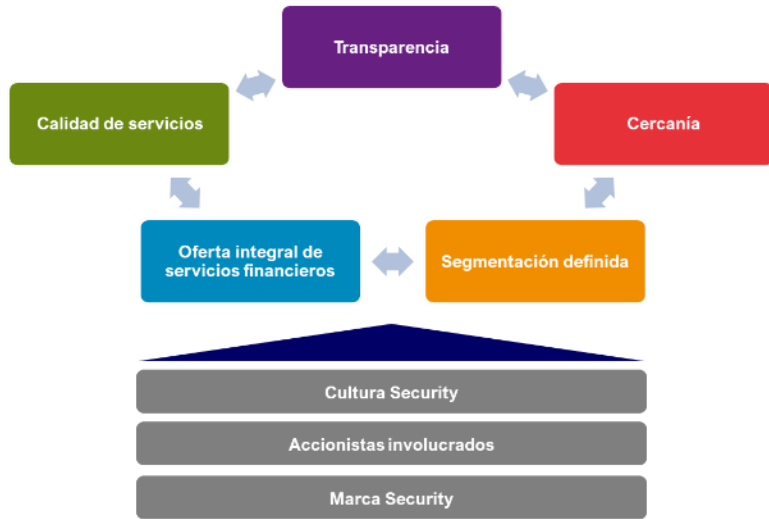 Transparencia
Calidad de servicios
Cercanía
Oferta integral de
servicios financieros
Segmentación definida
Cultura Security
Accionistas involucrados
Marca Security